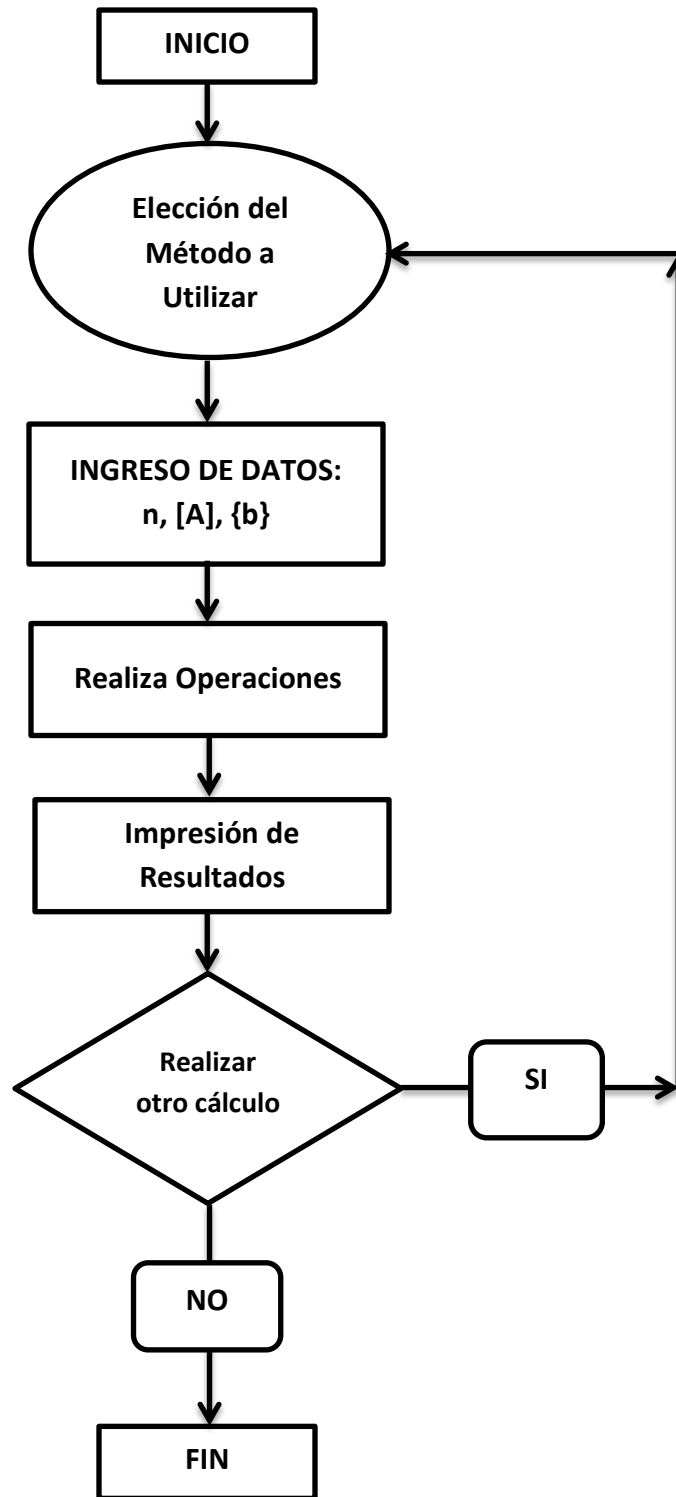 INICIO
Elección del
Método a
Utilizar
INGRESO DE DATOS:
n, [A], {b}
Realiza Operaciones
Impresión de
Resultados
Realizar
otro cálculo
SI
NO
FIN